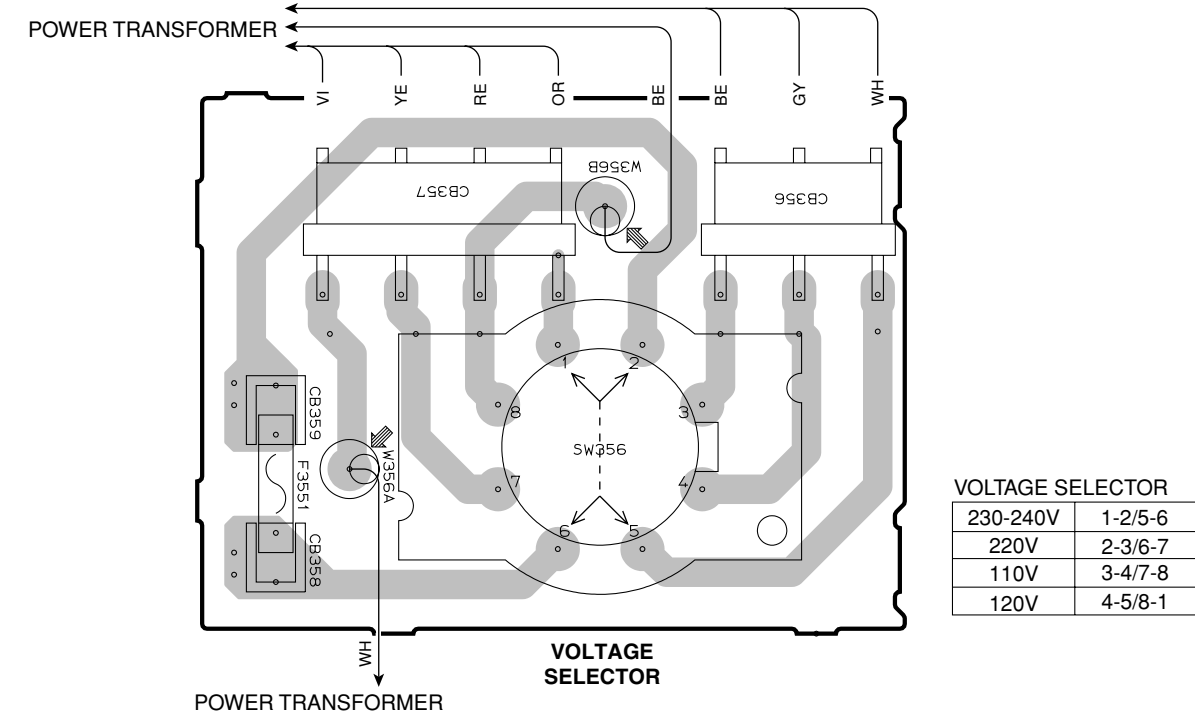 POWER TRANSFORMER
VI
YE
RE
OR
BE
BE
GY
WH
W356B
CB357
CB356
1
2
8
3
CB359
SW356
W356A
F3551
7
4
6
5
CB358
VOLTAGE SELECTOR
230-240V 1-2/5-6
220V 2-3/6-7
110V 3-4/7-8
120V 4-5/8-1
WH
VOLTAGE
SELECTOR
POWER TRANSFORMER